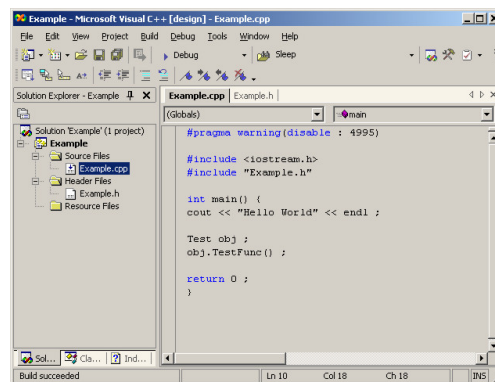 Example - Microsoft Visual C++ [design] - Example.cpp
File Edit View Project Build Debug Tools Window Help
Debug Sleep
Solution Explorer - Example
Example.cpp Example.h
(Globals) main
Solution 'Example' (1 project)
Example
Source Files
Example.cpp
Header Files
Example.h
Resource Files
#pragma warning(disable : 4995)
#include <iostream.h>
#include "Example.h"
int main() {
cout << "Hello World" << endl ;
Test obj ;
obj.TestFunc() ;
return 0 ;
}
Sol... Cla... Ind...
Build succeeded Ln 10 Col 18 Ch 18 INS